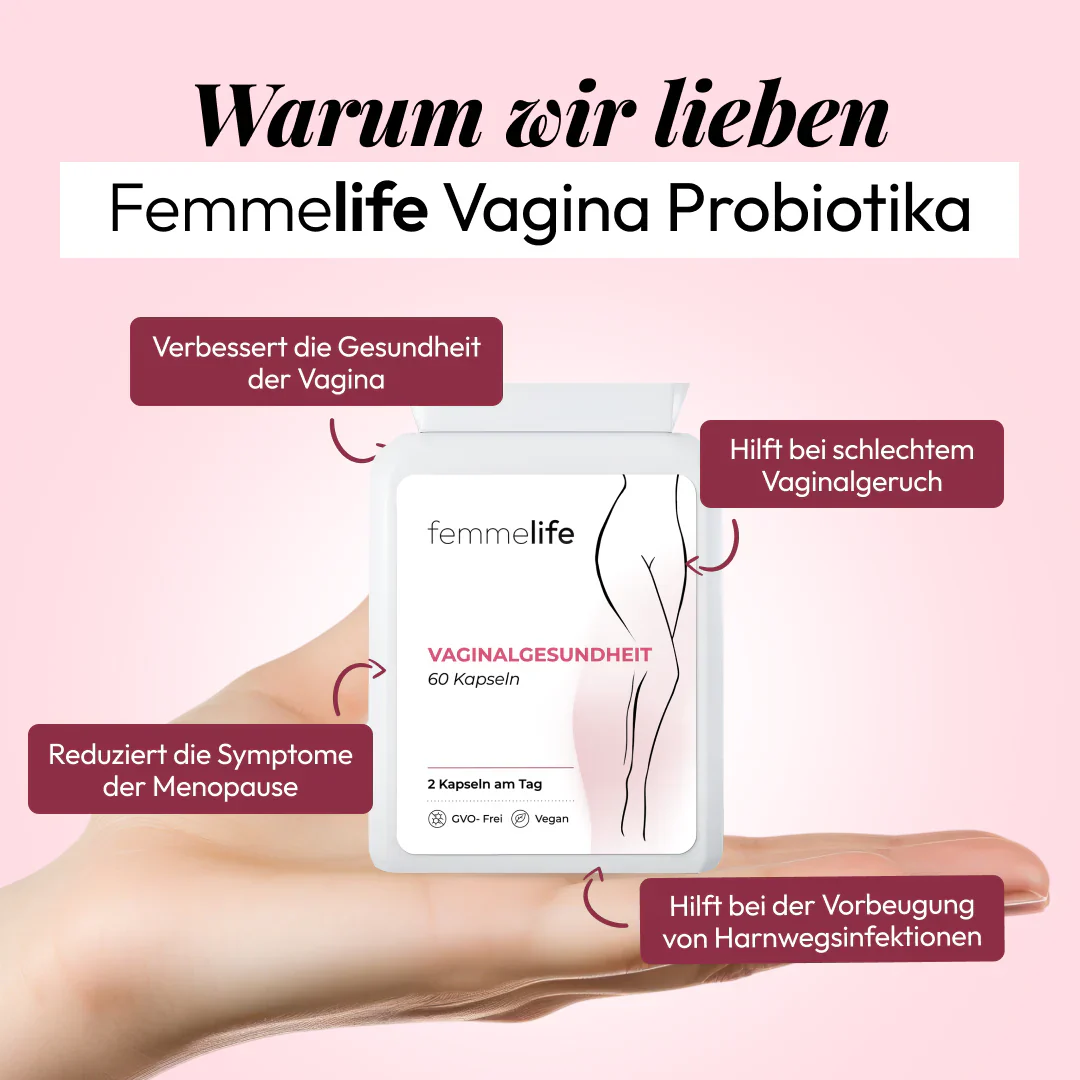 Warum wir lieben
Femmelife Vagina Probiotika
Verbessert die Gesundheit
der Vagina
Hilft bei schlechtem
Vaginalgeruch
femmelife
VAGINALGESUNDHEIT
60 Kapseln
Reduziert die Symptome
der Menopause
2 Kapseln am Tag
GVO- Frei Vegan
Hilft bei der Vorbeugung
von Harnwegsinfektionen